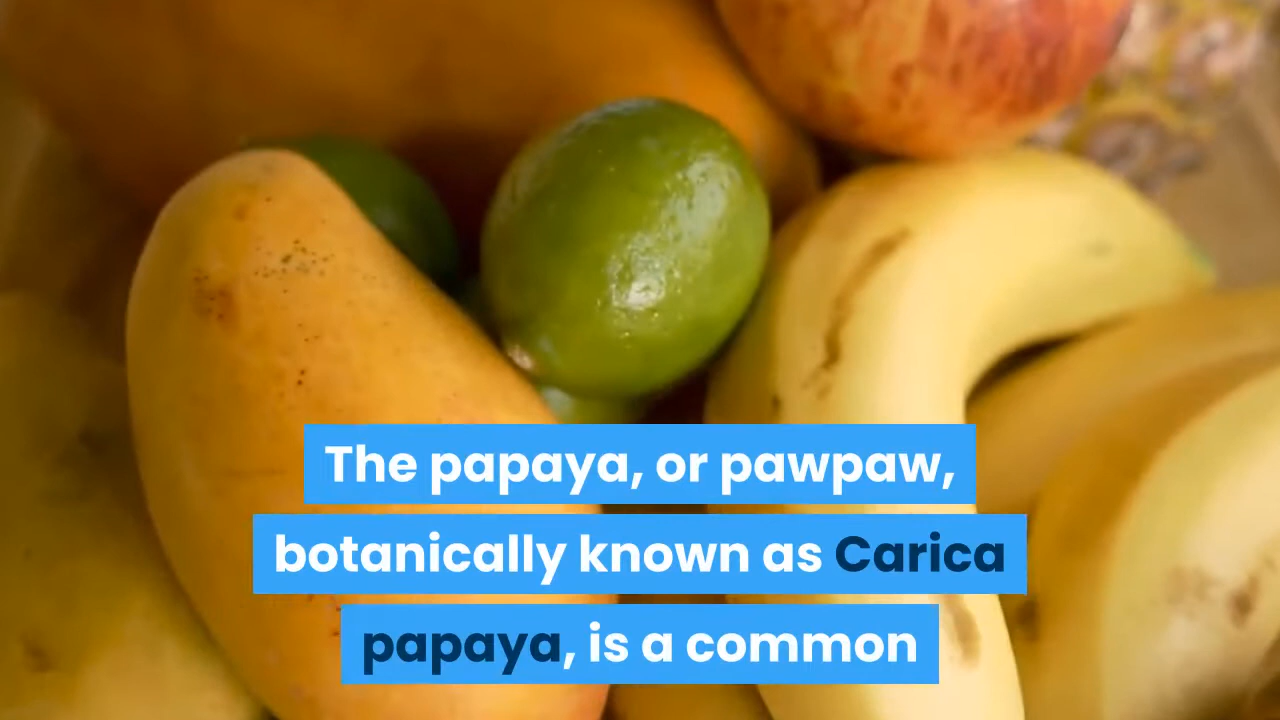 The papaya, or pawpaw,
botanically known as Carica
papaya, is a common